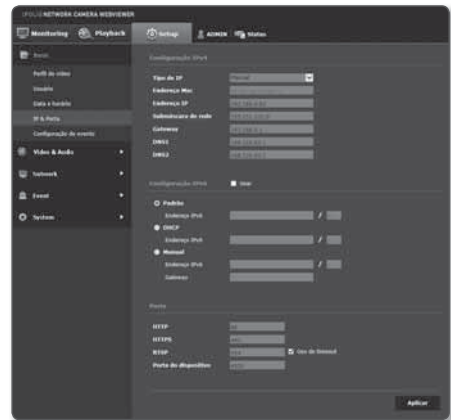 iPOLiS NETWORK CAMERA WEBVIEWER
Monitoring
Playback
Setup
ADMIN
Status
Basic
Perfil de vídeo
Usuário
Data e horário
IP & Porta
Configuração de evento
Video & Audio
Network
Event
System
Configuração IPv4
Tipo de IP
Manual
Endereço Mac
Endereço IP
Submáscara de rede
Gateway
DNS1
DNS2
Configuração IPv6
Usar
Padrão
Endereço IPv6
/
DHCP
Endereço IPv6
/
Manual
Endereço IPv6
/
Gateway
Porta
HTTP
HTTPS
RTSP
Uso de timeout
Porta do dispositivo
Aplicar